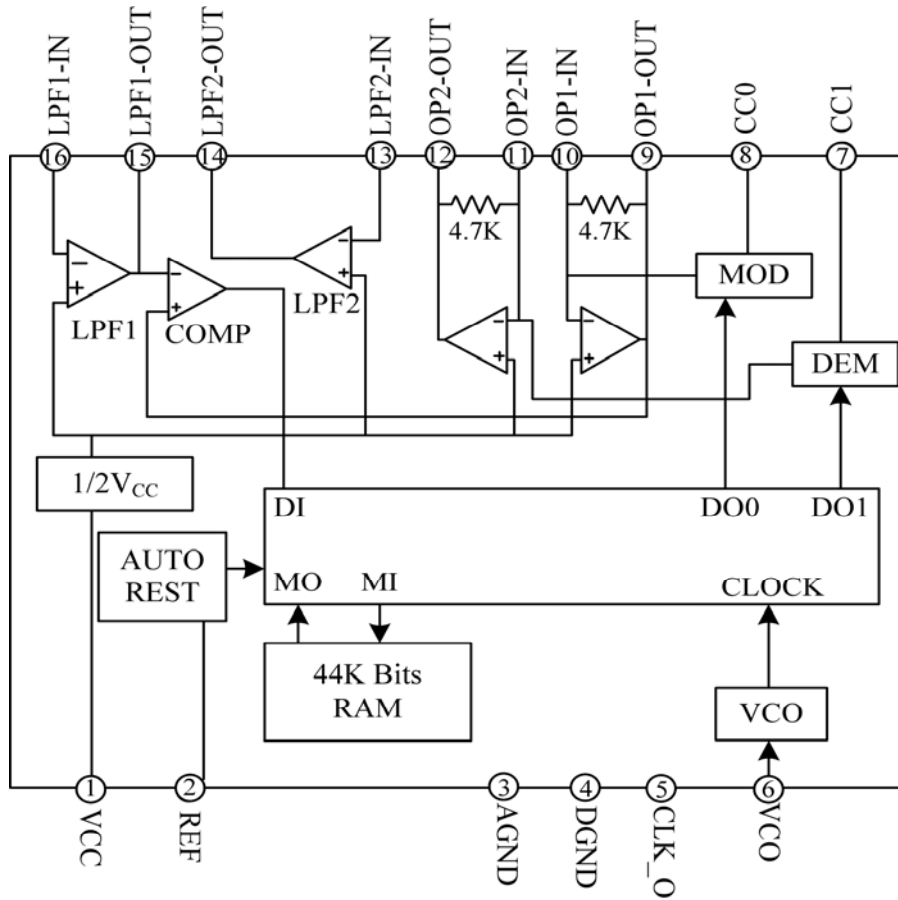 LPF1-IN
LPF1-OUT
LPF2-OUT
LPF2-IN
OP2-OUT
OP2-IN
OP1-IN
OP1-OUT
CC0
CC1
16
15
14
13
12
11
10
9
8
7
4.7K
4.7K
−
+
LPF1
-
+
COMP
-
+
LPF2
-
+
-
+
MOD
DEM
1/2VCC
DI
DO0
DO1
AUTO
REST
MO
MI
CLOCK
44K Bits
RAM
VCO
1
2
3
4
5
6
VCC
REF
AGND
DGND
CLK_O
VCO